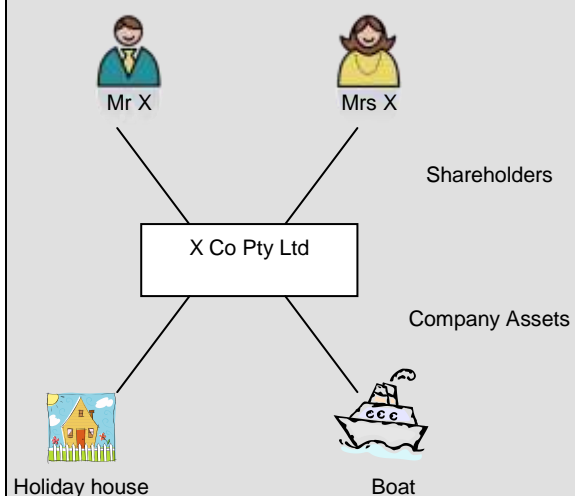 Mr X
Mrs X
Shareholders
X Co Pty Ltd
Company Assets
Holiday house
Boat